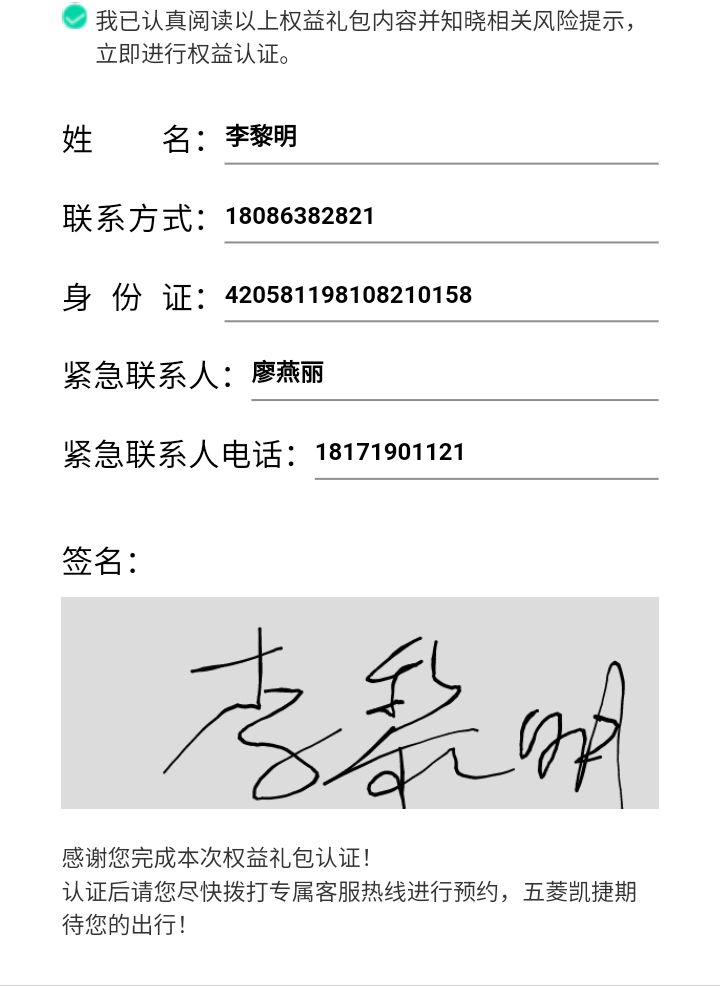 我已认真阅读以上权益礼包内容并知晓相关风险提示，
立即进行权益认证。
姓名：李黎明
联系方式：18086382821
身份证：420581198108210158
紧急联系人：廖燕丽
紧急联系人电话：18171901121
签名：
李黎明
感谢您完成本次权益礼包认证！
认证后请您尽快拨打专属客服热线进行预约，五菱凯捷期
待您的出行！